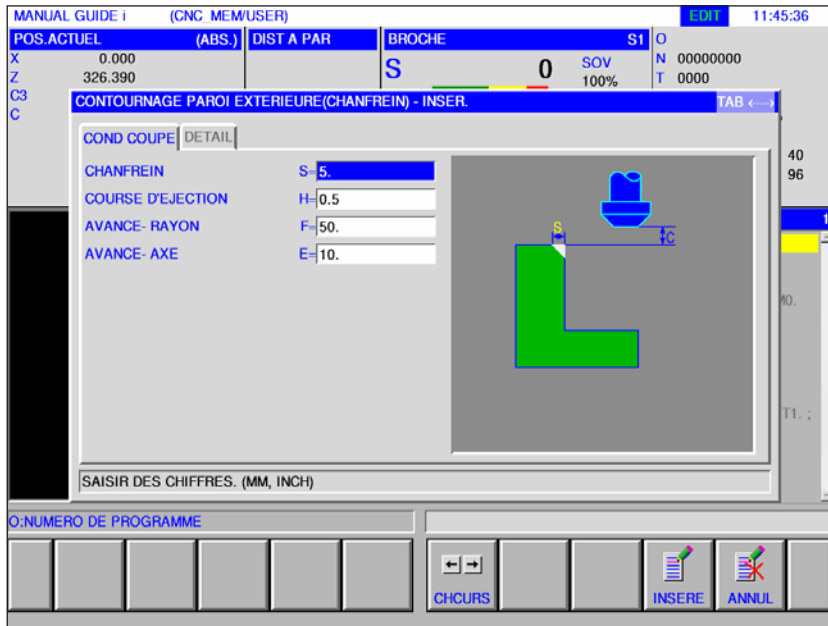 MANUAL GUIDE i (CNC_MEM/USER) EDIT 11:45:36
POS.ACTUEL (ABS.) DIST A PAR BROCHE S1 O
X 0.000 N 00000000
Z 326.390 S 0 SOV 100% T 0000
C3
C
CONTOURNAGE PAROI EXTERIEURE(CHANFREIN) - INSER. TAB ←→
COND COUPE DETAIL
40
96
CHANFREIN S= 5.
COURSE D'EJECTION H= 0.5
AVANCE- RAYON F= 50.
AVANCE- AXE E= 10.
S
C
1
M0.
T1. ;
SAISIR DES CHIFFRES. (MM, INCH)
O:NUMERO DE PROGRAMME
CHCURS INSERE ANNUL